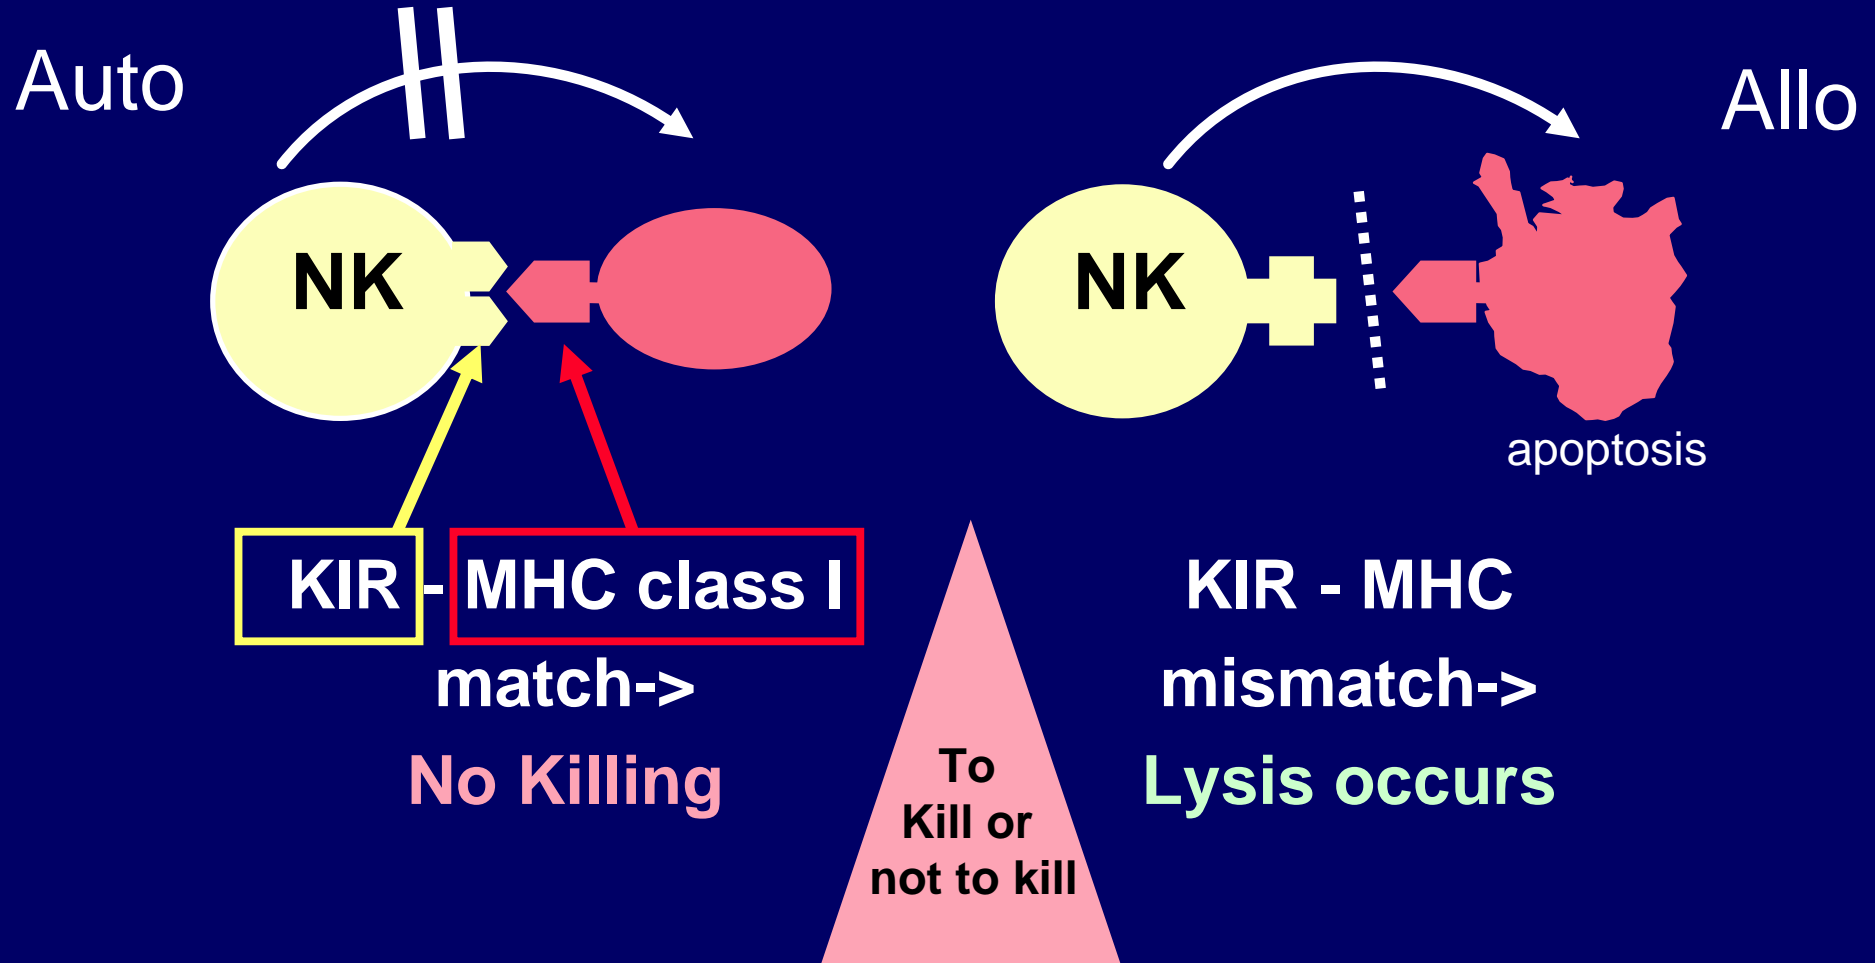 Auto
Allo
NK
NK
apoptosis
KIR - MHC class I
match->
No Killing
KIR - MHC
mismatch->
Lysis occurs
To
Kill or
not to kill